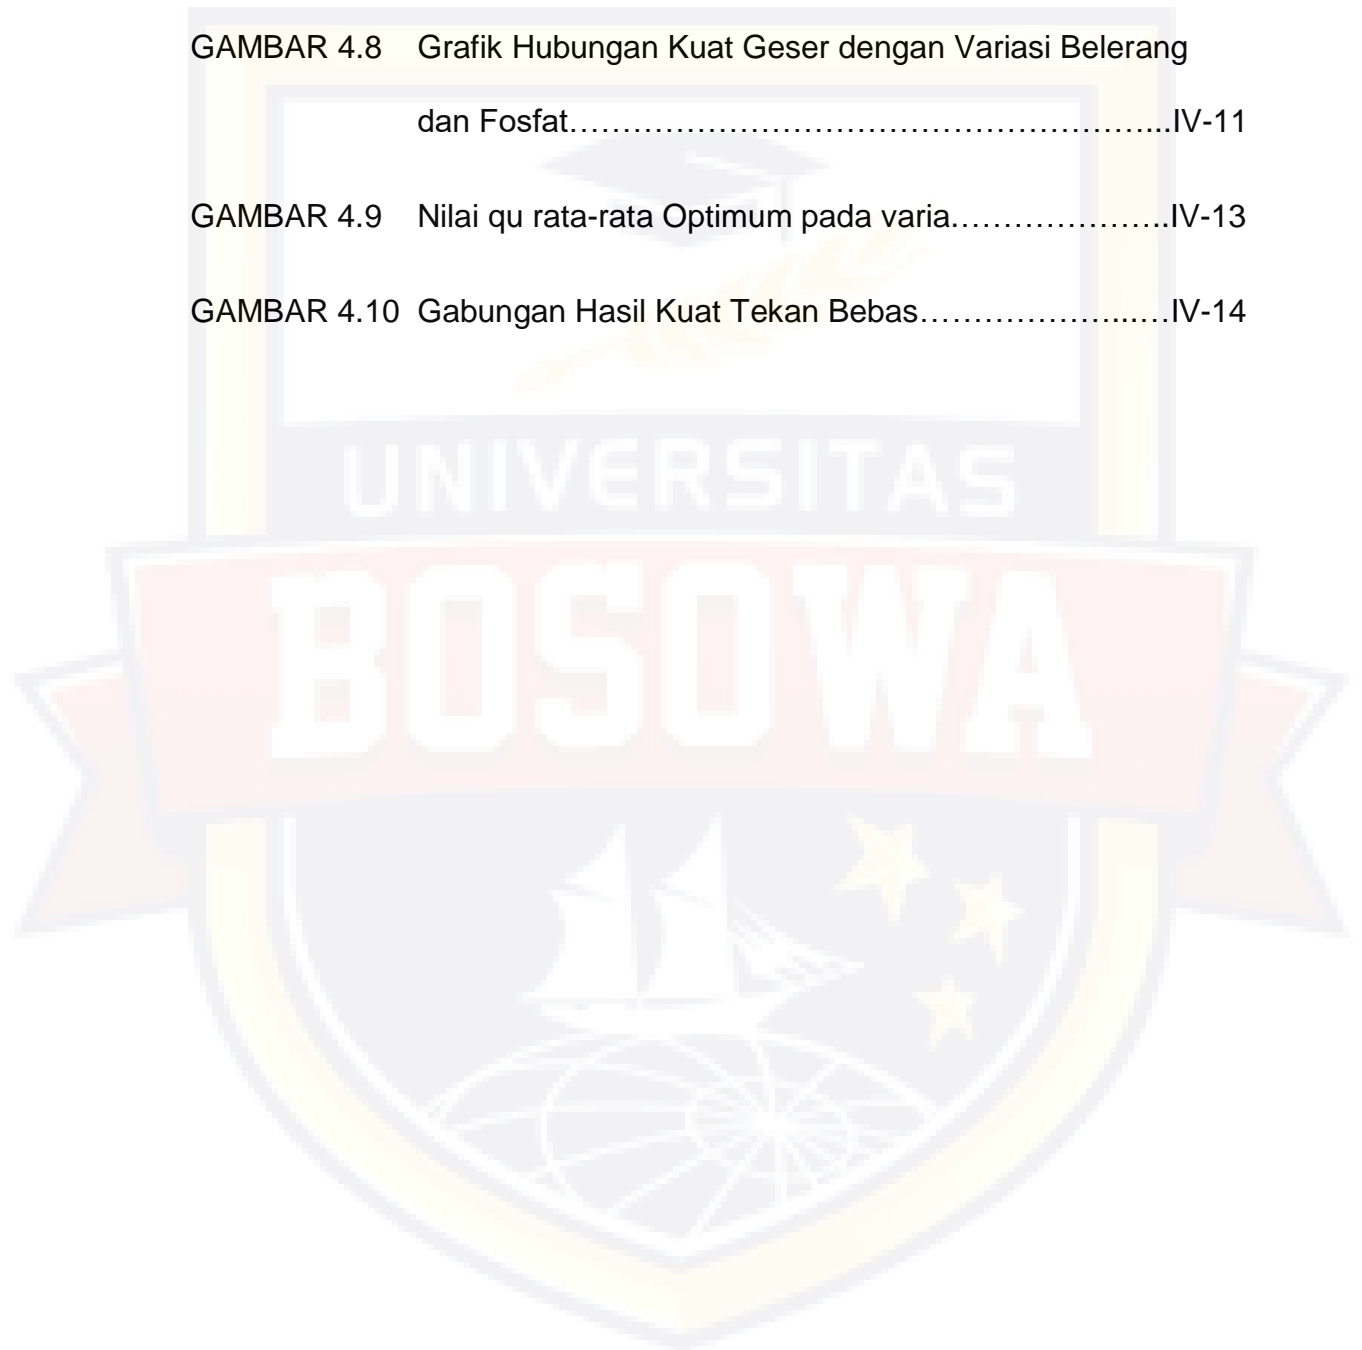 GAMBAR 4.8 Grafik Hubungan Kuat Geser dengan Variasi Belerang
dan Fosfat…………………………………………………...IV-11
GAMBAR 4.9 Nilai qu rata-rata Optimum pada varia.………………...IV-13
GAMBAR 4.10 Gabungan Hasil Kuat Tekan Bebas………………...….IV-14
UNIVERSITAS
BOSOWA